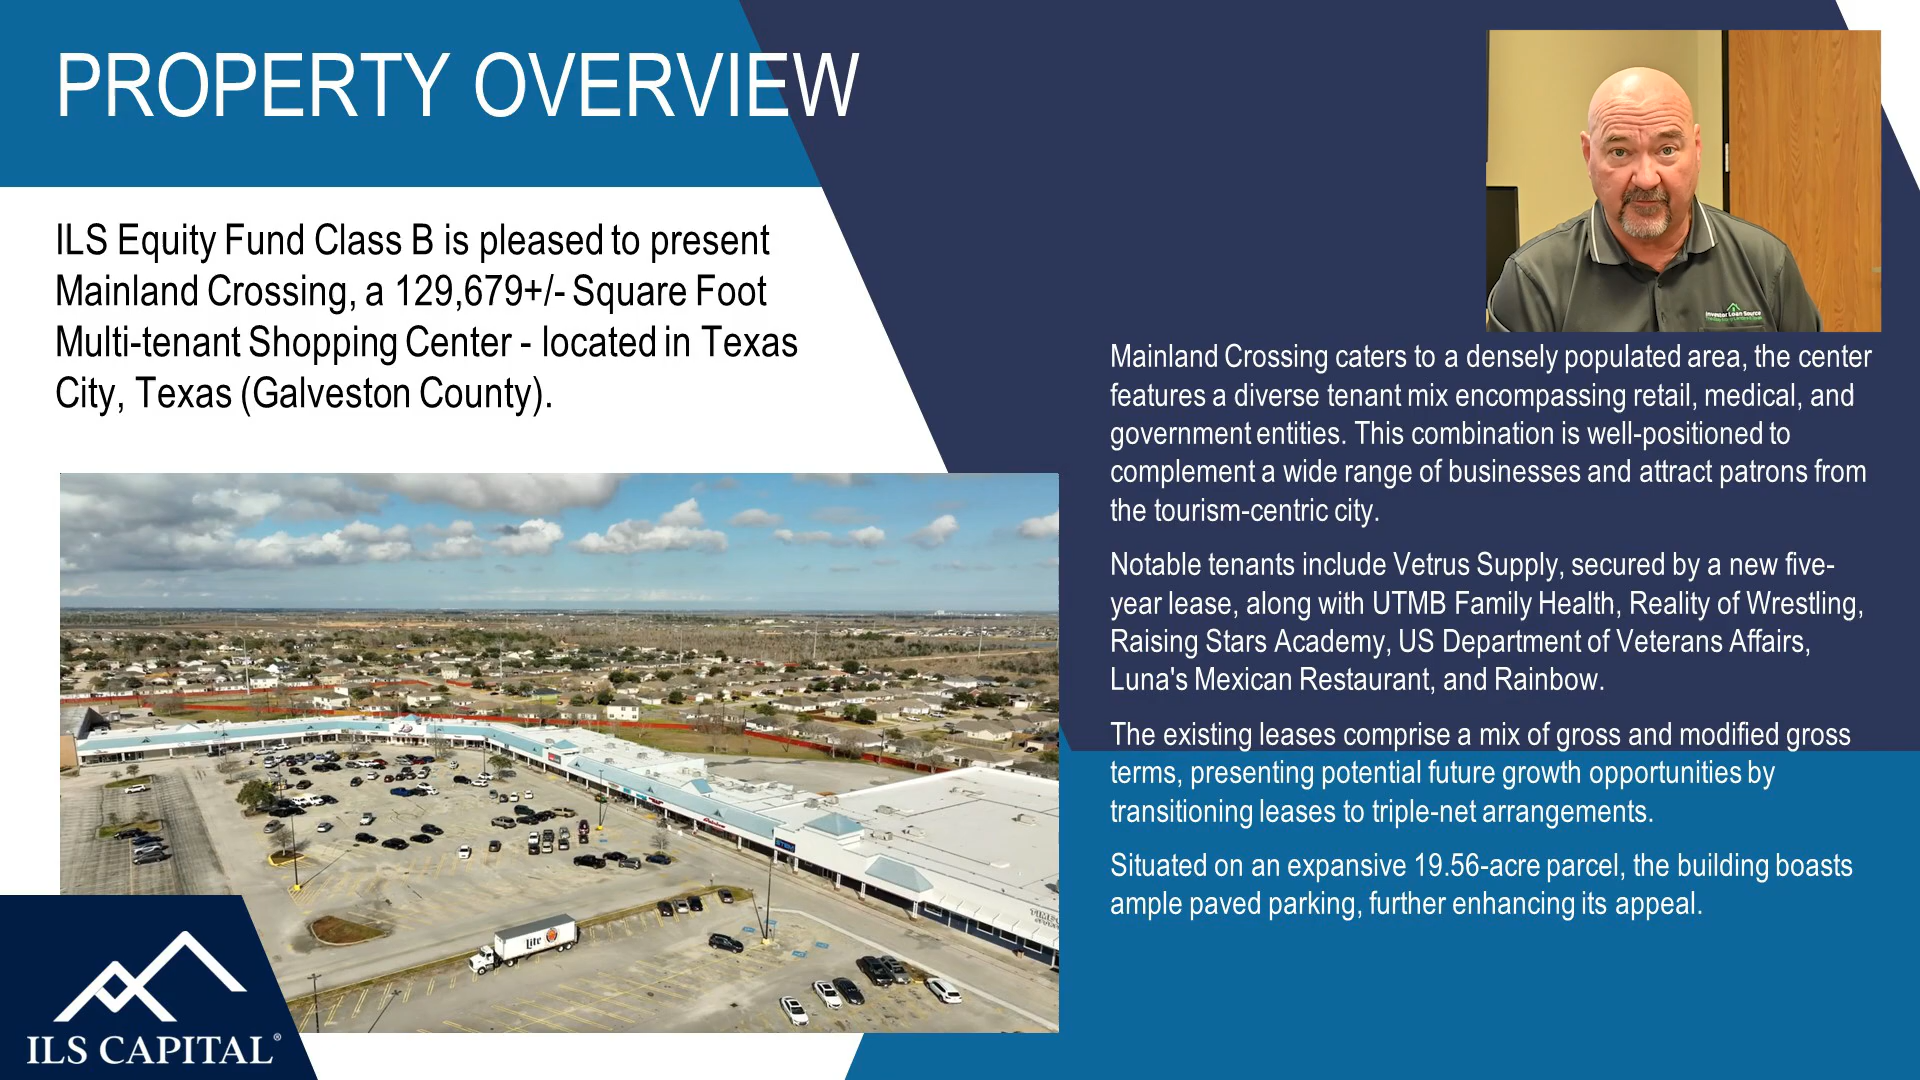 PROPERTY OVERVIEW
ILS Equity Fund Class B is pleased to present
Mainland Crossing, a 129,679+/- Square Foot
Multi-tenant Shopping Center - located in Texas
City, Texas (Galveston County).
Investor Loan Source
Mainland Crossing caters to a densely populated area, the center
features a diverse tenant mix encompassing retail, medical, and
government entities. This combination is well-positioned to
complement a wide range of businesses and attract patrons from
the tourism-centric city.
Notable tenants include Vetrus Supply, secured by a new five-
year lease, along with UTMB Family Health, Reality of Wrestling,
Raising Stars Academy, US Department of Veterans Affairs,
Luna's Mexican Restaurant, and Rainbow.
The existing leases comprise a mix of gross and modified gross
terms, presenting potential future growth opportunities by
transitioning leases to triple-net arrangements.
Situated on an expansive 19.56-acre parcel, the building boasts
ample paved parking, further enhancing its appeal.
Lite
ILS CAPITAL®